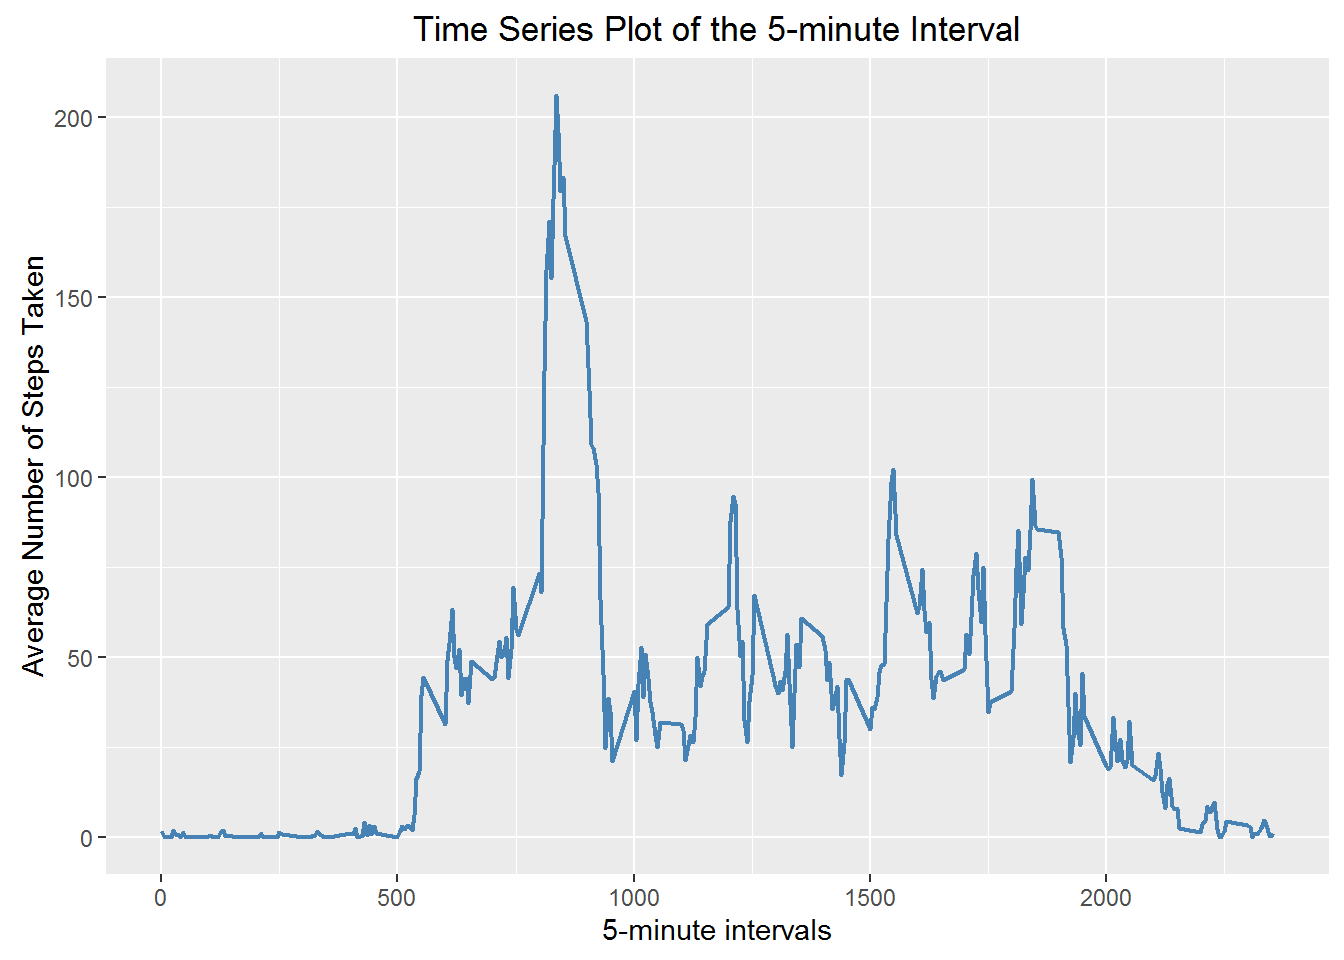 Time Series Plot of the 5-minute Interval
Average Number of Steps Taken
200
150
100
50
0
0 500 1000 1500 2000
5-minute intervals